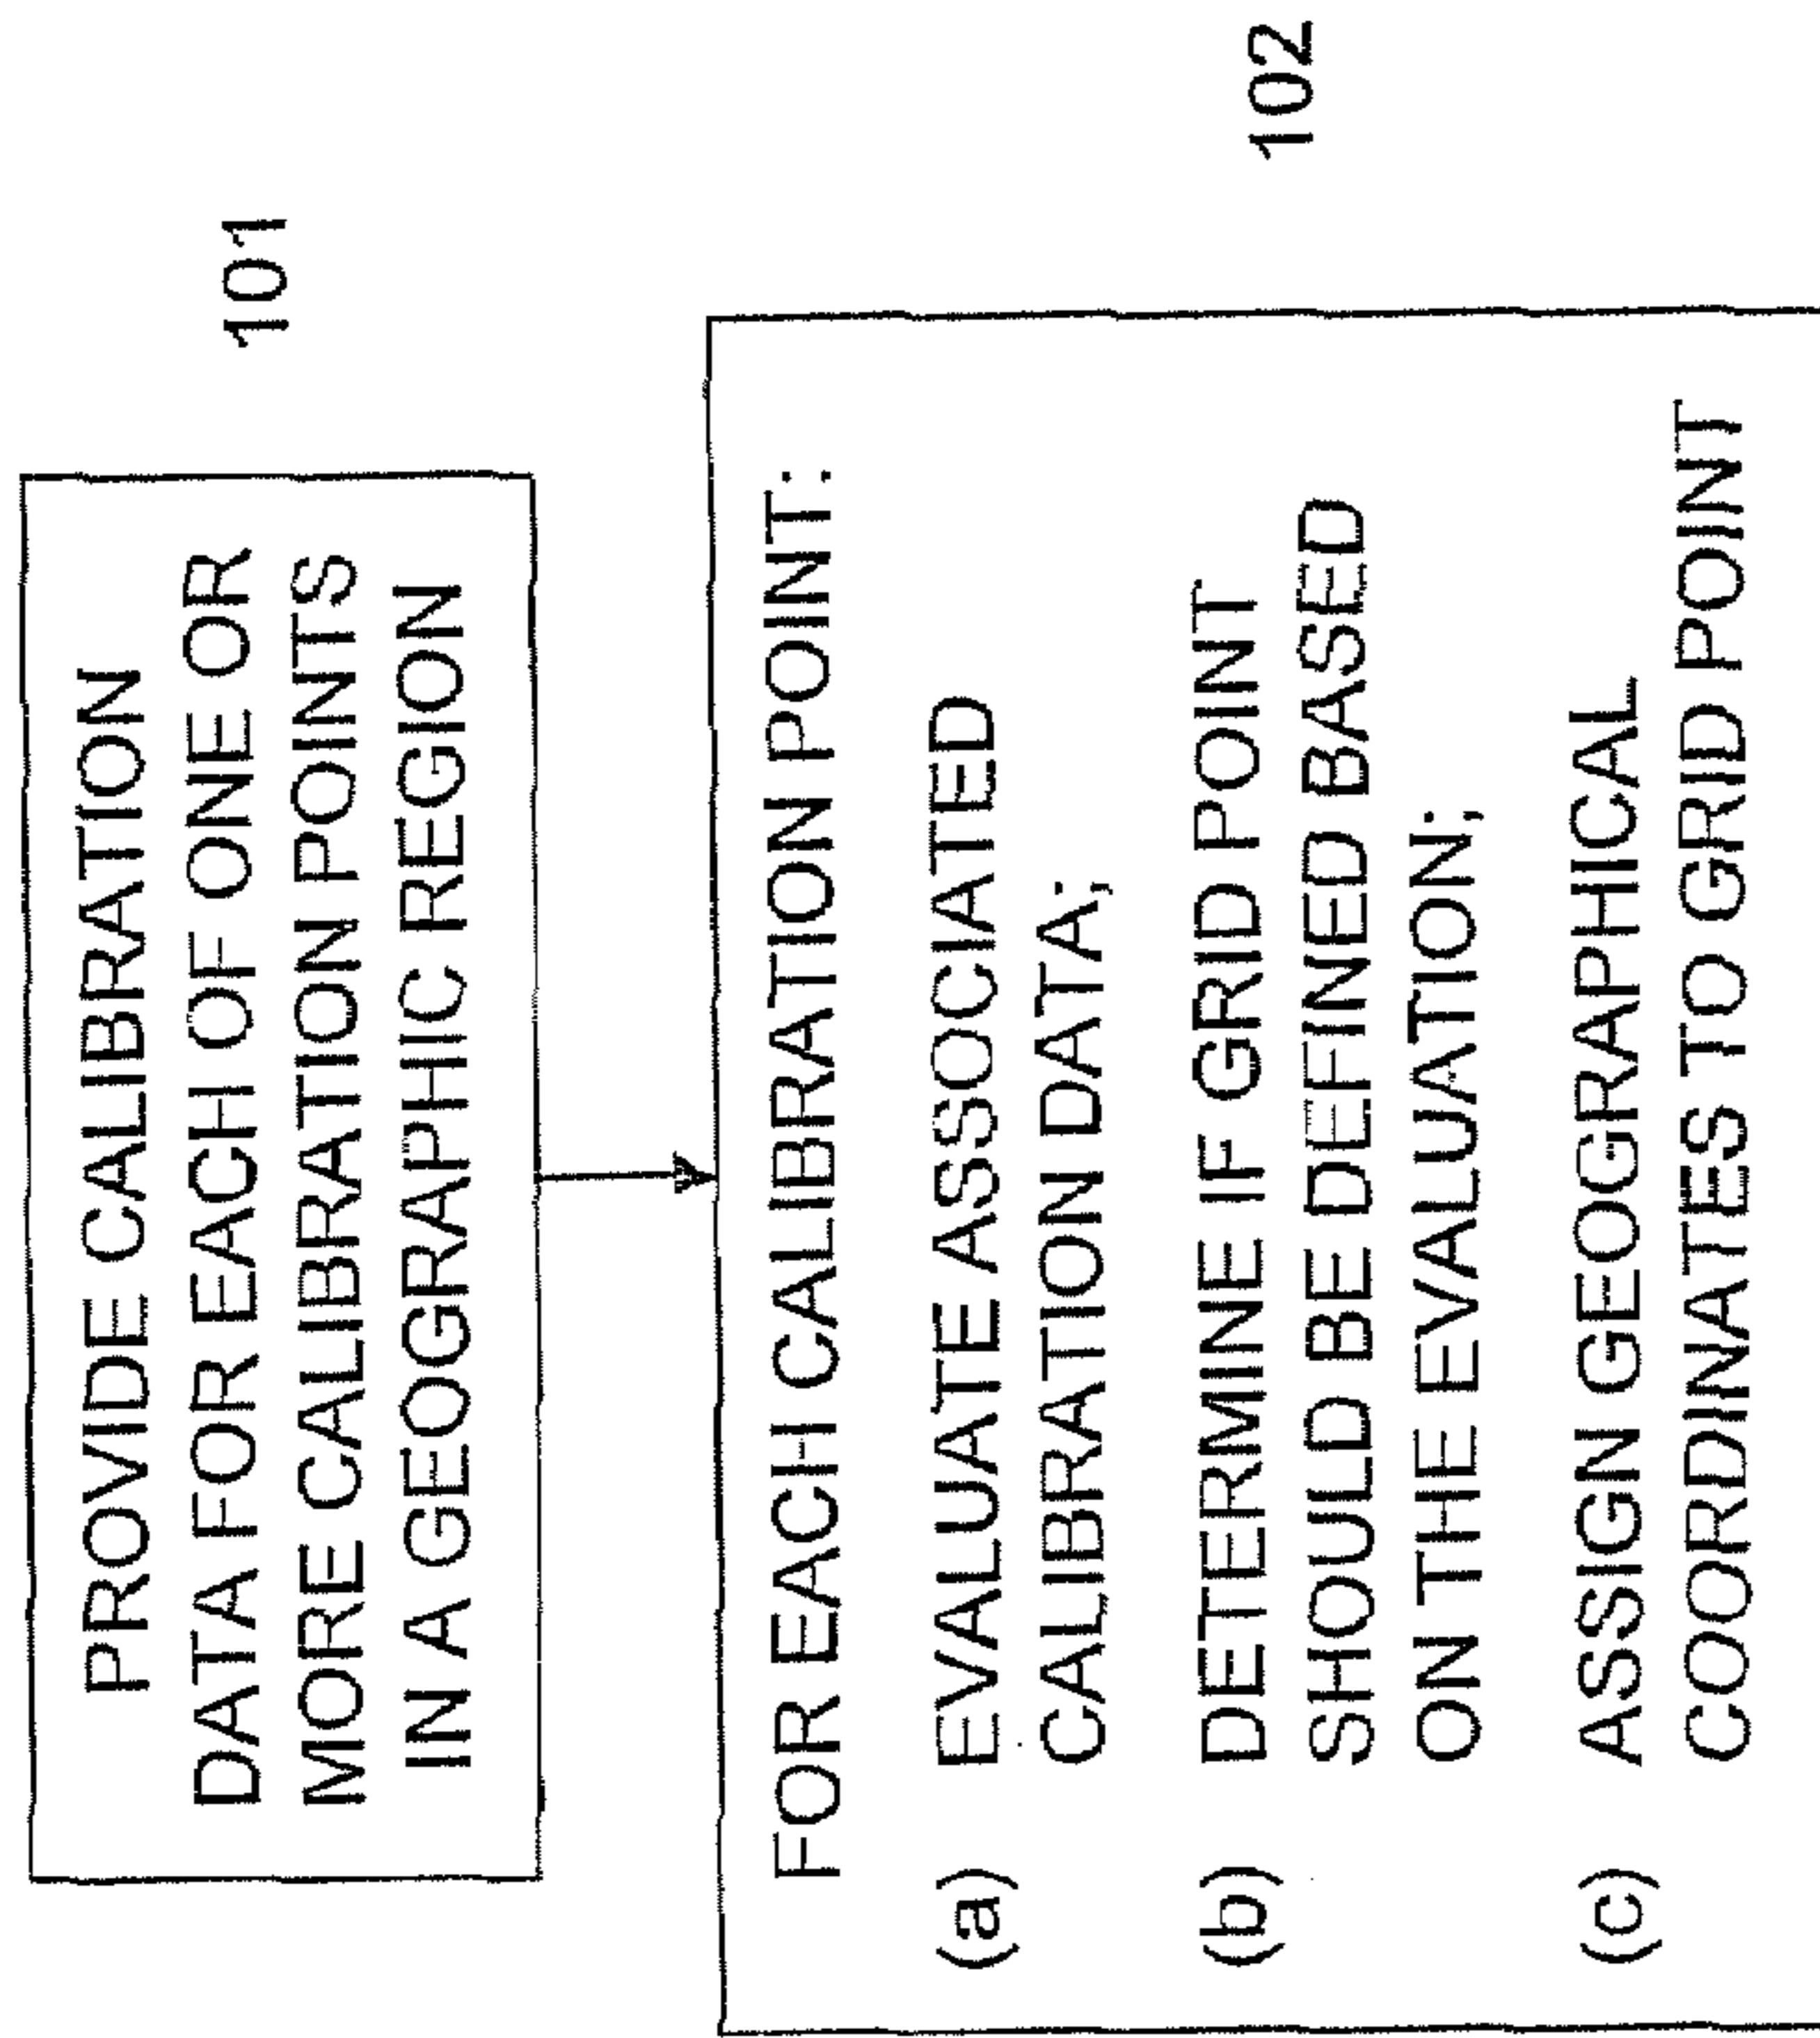 PROVIDE CALIBRATION
DATA FOR EACH OF ONE OR
MORE CALIBRATION POINTS
IN A GEOGRAPHIC REGION
101
FOR EACH CALIBRATION POINT:
(a) EVALUATE ASSOCIATED
CALIBRATION DATA;
(b) DETERMINE IF GRID POINT
SHOULD BE DEFINED BASED
ON THE EVALUATION;
(c) ASSIGN GEOGRAPHICAL
COORDINATES TO GRID POINT
102